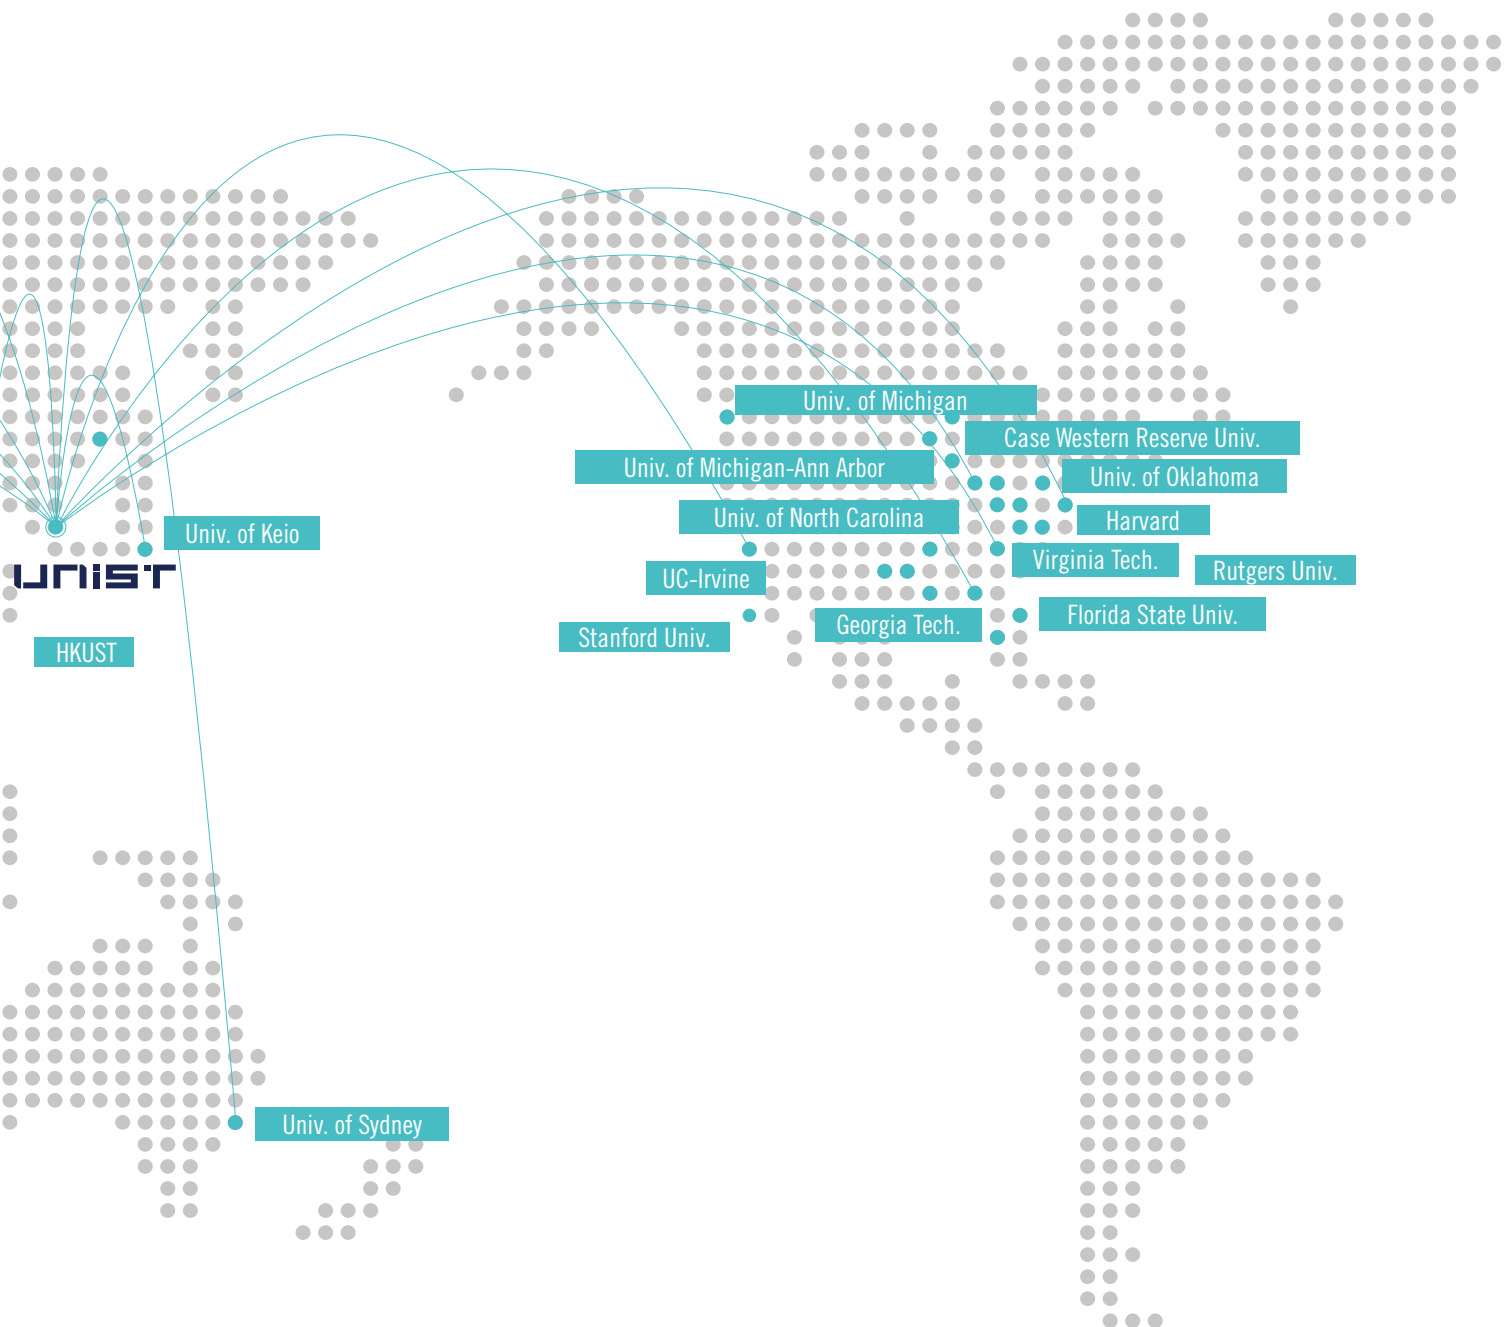 Univ. of Michigan
Case Western Reserve Univ.
Univ. of Michigan-Ann Arbor
Univ. of Oklahoma
Univ. of North Carolina
Harvard
Univ. of Keio
Virginia Tech.
Rutgers Univ.
UNIST
UC-Irvine
Florida State Univ.
Georgia Tech.
Stanford Univ.
HKUST
Univ. of Sydney